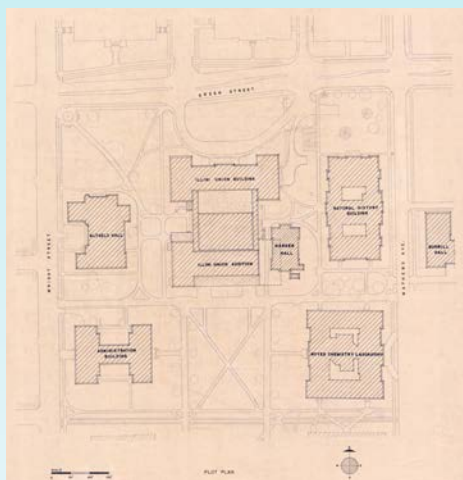 GREEN STREET
ILLINI UNION BUILDING
NATURAL HISTORY
BUILDING
ALTGELD HALL
HARKER
HALL
BURRILL
HALL
WRIGHT STREET
MATHEWS AVE.
ILLINI UNION ADDITION
ADMINISTRATION
BUILDING
NOYES CHEMISTRY LABORATORY
SCALE
PLOT PLAN